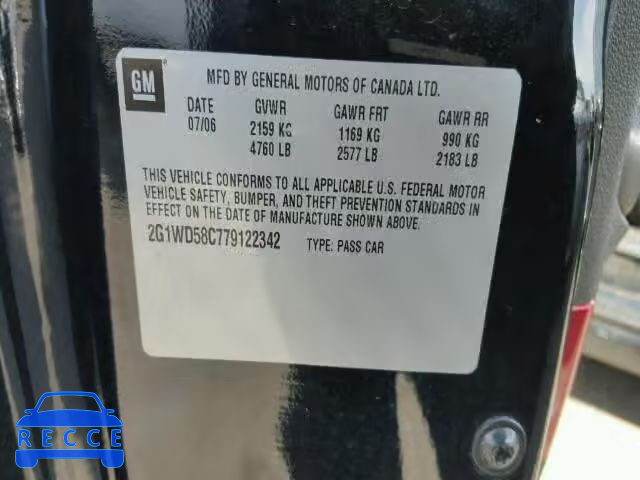 GM
MFD BY GENERAL MOTORS OF CANADA LTD.
DATE GVWR GAWR FRT GAWR RR
07/06 2159 KG 1169 KG 990 KG
4760 LB 2577 LB 2183 LB
THIS VEHICLE CONFORMS TO ALL APPLICABLE U.S. FEDERAL MOTOR
VEHICLE SAFETY, BUMPER, AND THEFT PREVENTION STANDARDS IN
EFFECT ON THE DATE OF MANUFACTURE SHOWN ABOVE.
2G1WD58C779122342 TYPE: PASS CAR
RECCE